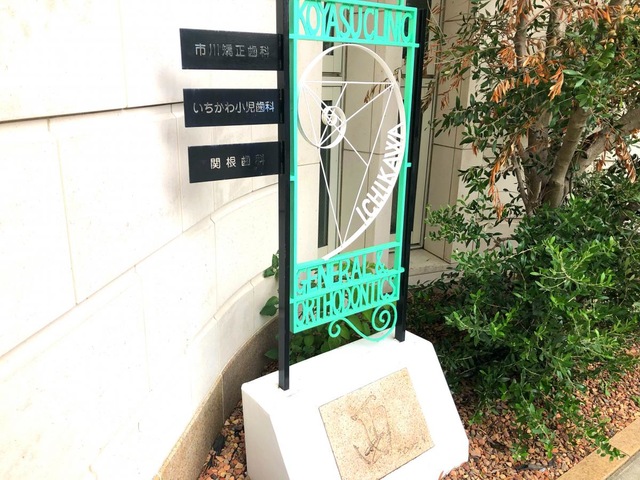 KOYASU CLINIC
市川矯正歯科
いちかわ小児歯科
関根歯科
ICHIKAWA
GENERAL &
ORTHODONTICS